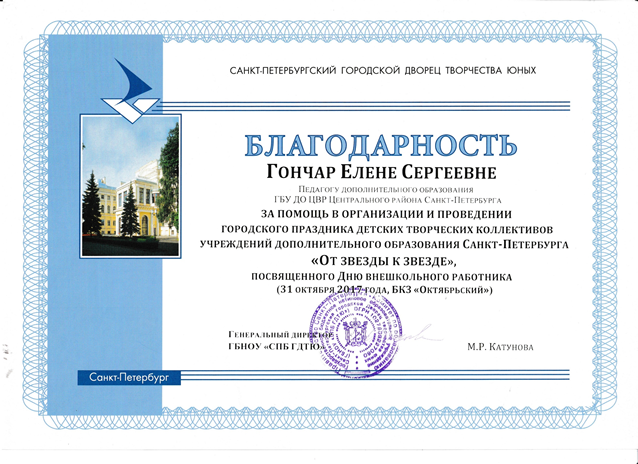 САНКТ-ПЕТЕРБУРГСКИЙ ГОРОДСКОЙ ДВОРЕЦ ТВОРЧЕСТВА ЮНЫХ
БЛАГОДАРНОСТЬ
ГОНЧАР ЕЛЕНЕ СЕРГЕЕВНЕ
ПЕДАГОГУ ДОПОЛНИТЕЛЬНОГО ОБРАЗОВАНИЯ
ГБУ ДО ЦВР ЦЕНТРАЛЬНОГО РАЙОНА САНКТ-ПЕТЕРБУРГА
ЗА ПОМОЩЬ В ОРГАНИЗАЦИИ И ПРОВЕДЕНИИ
ГОРОДСКОГО ПРАЗДНИКА ДЕТСКИХ ТВОРЧЕСКИХ КОЛЛЕКТИВОВ
УЧРЕЖДЕНИЙ ДОПОЛНИТЕЛЬНОГО ОБРАЗОВАНИЯ САНКТ-ПЕТЕРБУРГА
«ОТ ЗВЕЗДЫ К ЗВЕЗДЕ»,
ПОСВЯЩЕННОГО ДНЮ ВНЕШКОЛЬНОГО РАБОТНИКА
(31 ОКТЯБРЯ 2017 ГОДА, БКЗ «ОКТЯБРЬСКИЙ»)
ГЕНЕРАЛЬНЫЙ ДИРЕКТОР
ГБНОУ «СПБ ГДТЮ»
М.Р. КАТУНОВА
Санкт-Петербург